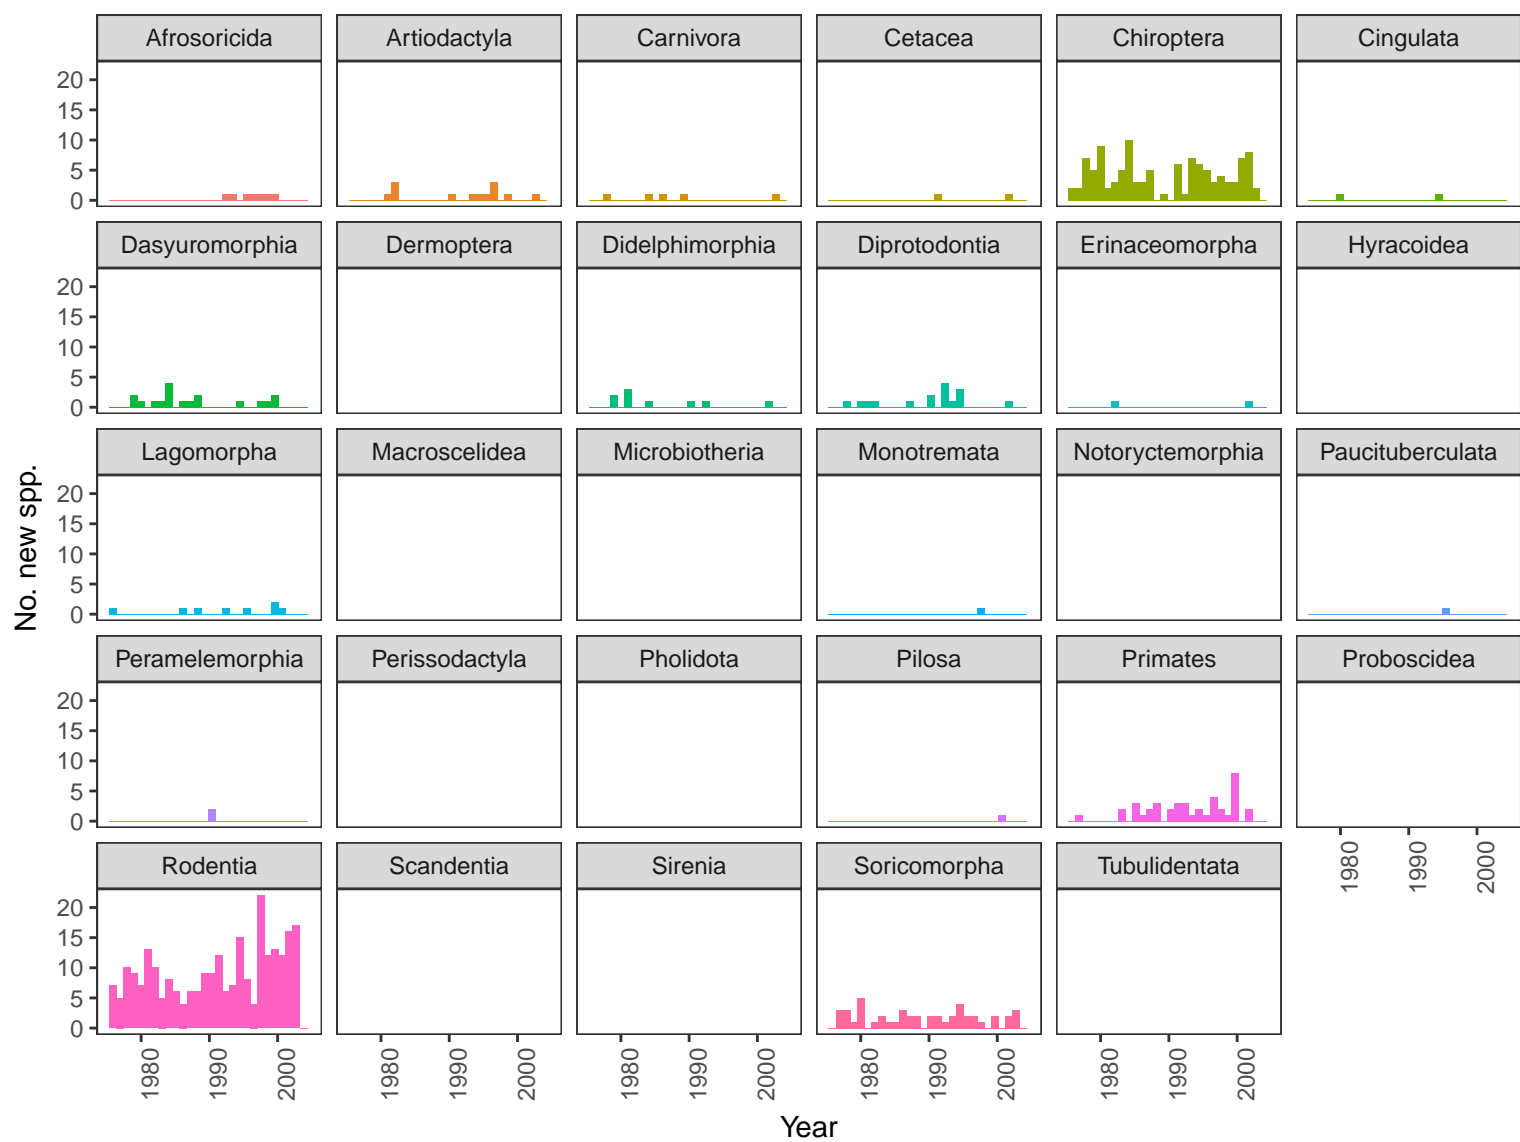 Afrosoricida Artiodactyla Carnivora Cetacea Chiroptera Cingulata
20
15
10
5
0
Dasyuromorphia Dermoptera Didelphimorphia Diprotodontia Erinaceomorpha Hyracoidea
20
15
10
5
0
Lagomorpha Macroscelidea Microbiotheria Monotremata Notoryctemorphia Paucituberculata
20
15
10
5
0
No. new spp.
Peramelemorphia Perissodactyla Pholidota Pilosa Primates Proboscidea
20
15
10
5
0
1980 1990 2000
Rodentia Scandentia Sirenia Soricomorpha Tubulidentata
20
15
10
5
0
1980 1990 2000 1980 1990 2000 1980 1990 2000 1980 1990 2000 1980 1990 2000
Year